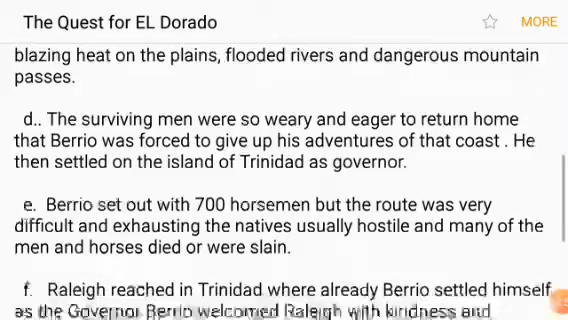 The Quest for EL Dorado
MORE
blazing heat on the plains, flooded rivers and dangerous mountain
passes.
d.. The surviving men were so weary and eager to return home
that Berrio was forced to give up his adventures of that coast . He
then settled on the island of Trinidad as governor.
e. Berrio set out with 700 horsemen but the route was very
difficult and exhausting the natives usually hostile and many of the
men and horses died or were slain.
f. Raleigh reached in Trinidad where already Berrio settled himself
as the Governor Berrio welcomed Raleigh with kindness and